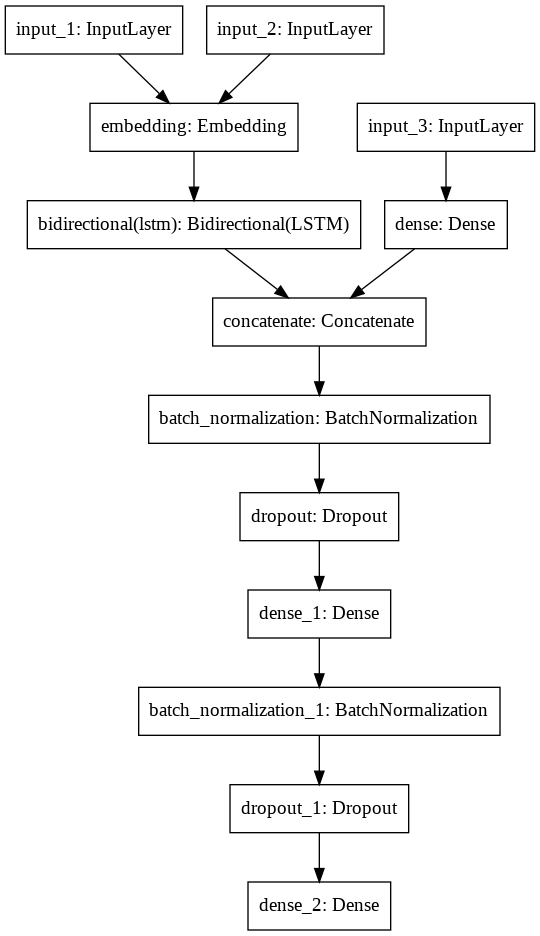 input_1: InputLayer
input_2: InputLayer
embedding: Embedding
input_3: InputLayer
bidirectional(lstm): Bidirectional(LSTM)
dense: Dense
concatenate: Concatenate
batch_normalization: BatchNormalization
dropout: Dropout
dense_1: Dense
batch_normalization_1: BatchNormalization
dropout_1: Dropout
dense_2: Dense